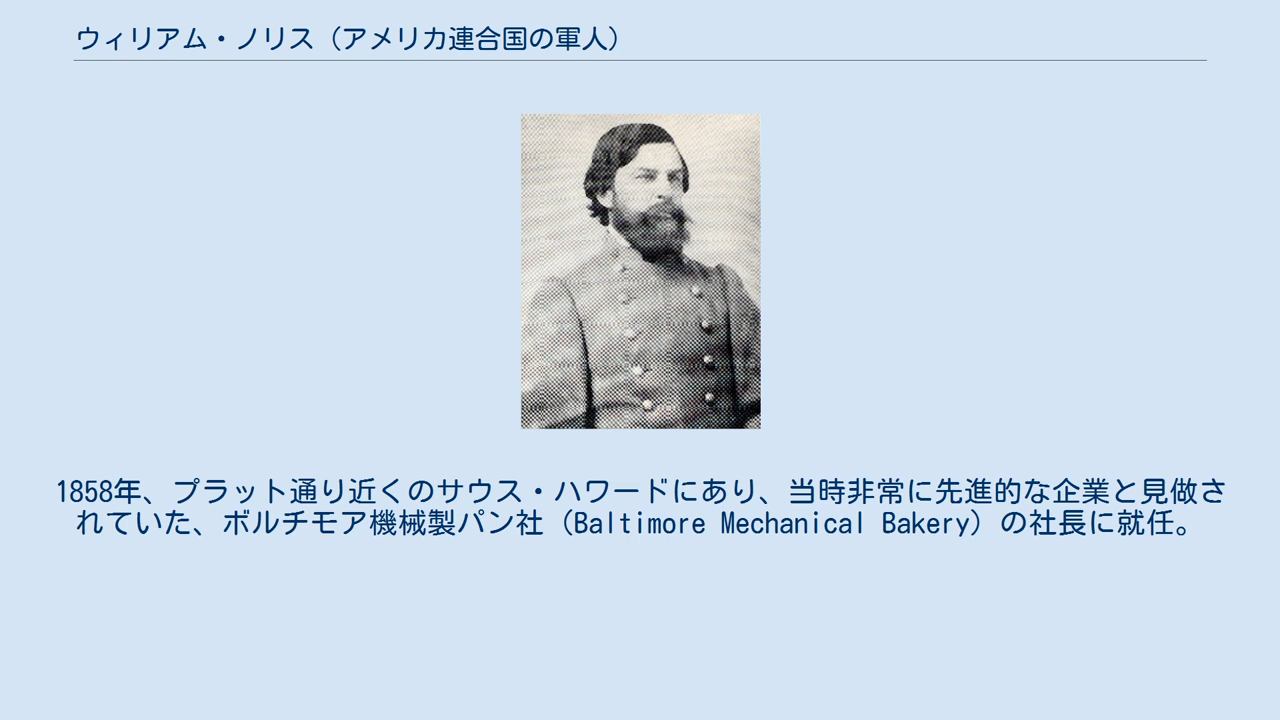 ウィリアム・ノリス（アメリカ連合国の軍人）
1858年、プラット通り近くのサウス・ハワードにあり、当時非常に先進的な企業と見做さ
れていた、ボルチモア機械製パン社（Baltimore Mechanical Bakery）の社長に就任。